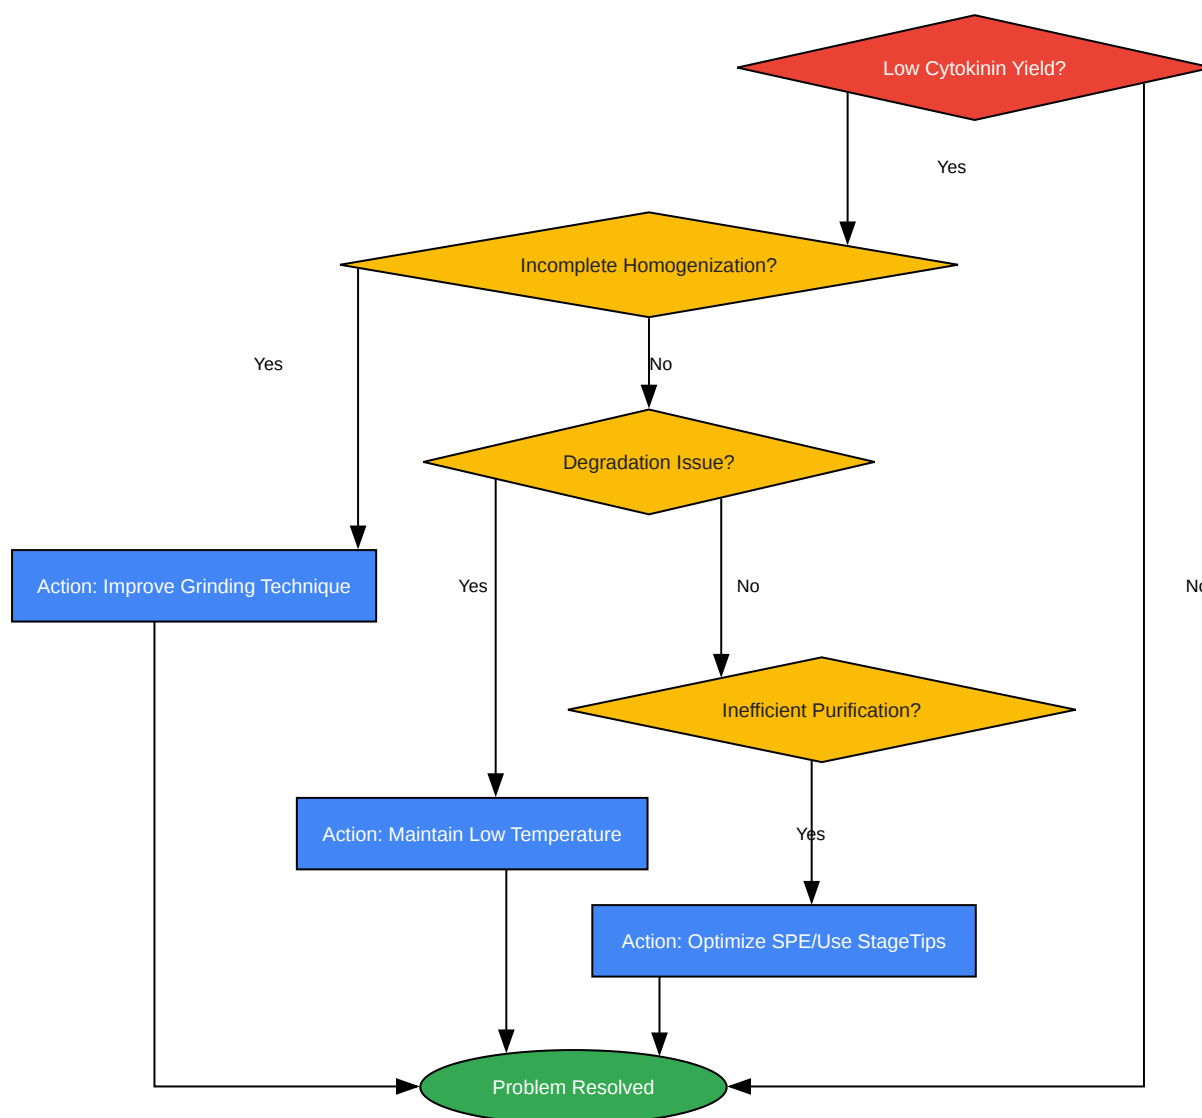 Low Cytokinin Yield?
Yes
Incomplete Homogenization?
Yes
No
Degradation Issue?
Action: Improve Grinding Technique
Yes
No
No
Inefficient Purification?
Action: Maintain Low Temperature
Yes
Action: Optimize SPE/Use StageTips
Problem Resolved